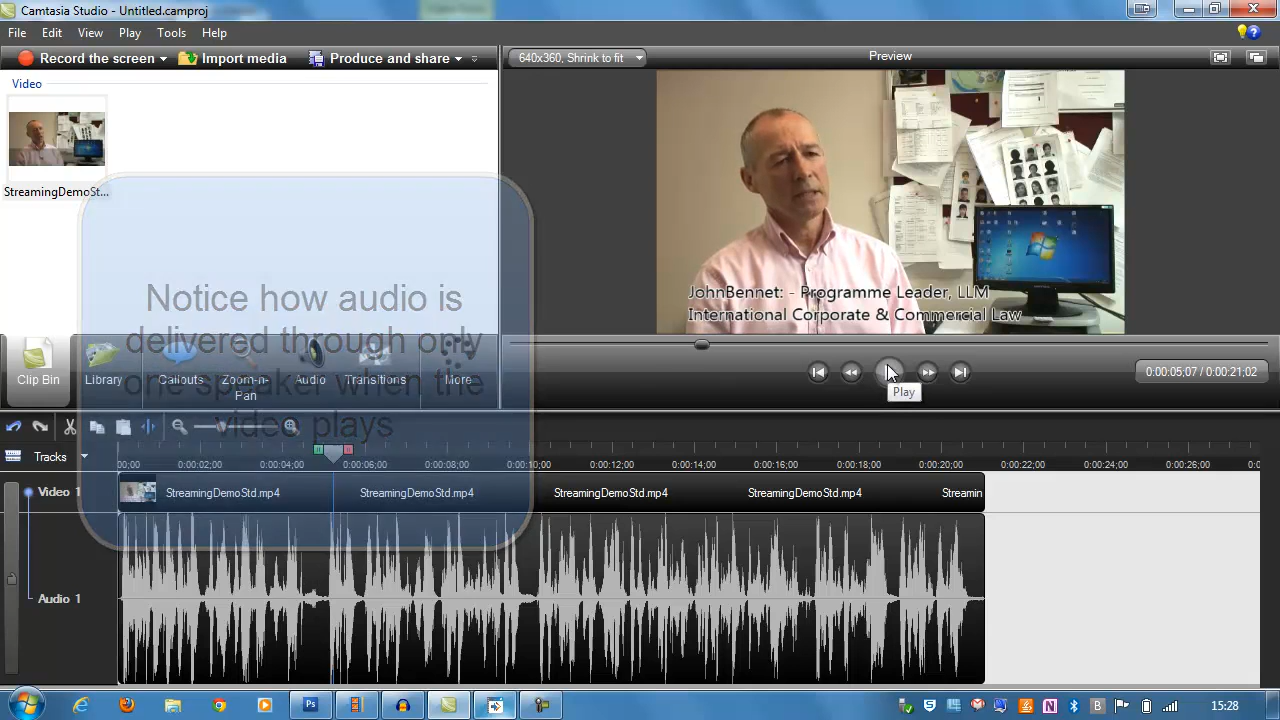 Camtasia Studio - Untitled.camproj
File Edit View Play Tools Help
Record the screen Import media Produce and share
640x360, Shrink to fit
Preview
Video
StreamingDemoSt...
JohnBennet: - Programme Leader, LLM
International Corporate & Commercial Law
Notice how audio is
delivered through only
one speaker when the
video plays
Clip Bin Library Callouts Zoom-n-
Pan Audio Transitions More
Play
0:00:05;07 / 0:00:21;02
Tracks
00;00 0:00:02;00 0:00:04;00 0:00:06;00 0:00:08;00 0:00:10;00 0:00:12;00 0:00:14;00 0:00:16;00 0:00:18;00 0:00:20;00 0:00:22;00 0:00:24;00 0:00:26;00 0:0
Video 1 StreamingDemoStd.mp4 StreamingDemoStd.mp4 StreamingDemoStd.mp4 StreamingDemoStd.mp4 Streamin
Audio 1
15:28